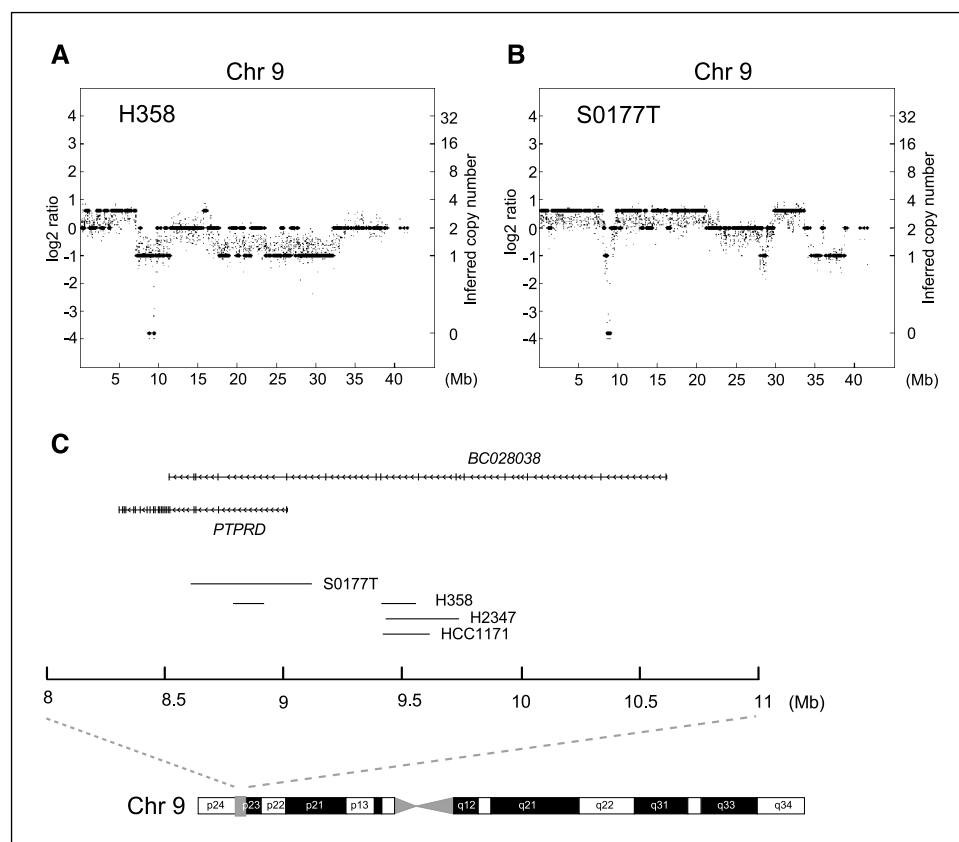 A
Chr 9
H358
log2 ratio
4
3
2
1
0
-1
-2
-3
-4
32
16
8
4
2
1
0
Inferred copy number
5 10 15 20 25 30 35 40 (Mb)
B
Chr 9
S0177T
log2 ratio
4
3
2
1
0
-1
-2
-3
-4
32
16
8
4
2
1
0
Inferred copy number
5 10 15 20 25 30 35 40 (Mb)
C
BC028038
PTPRD
S0177T
H358
H2347
HCC1171
8 8.5 9 9.5 10 10.5 11 (Mb)
Chr 9 p24 p23 p22 p21 p13 q12 q21 q22 q31 q33 q34